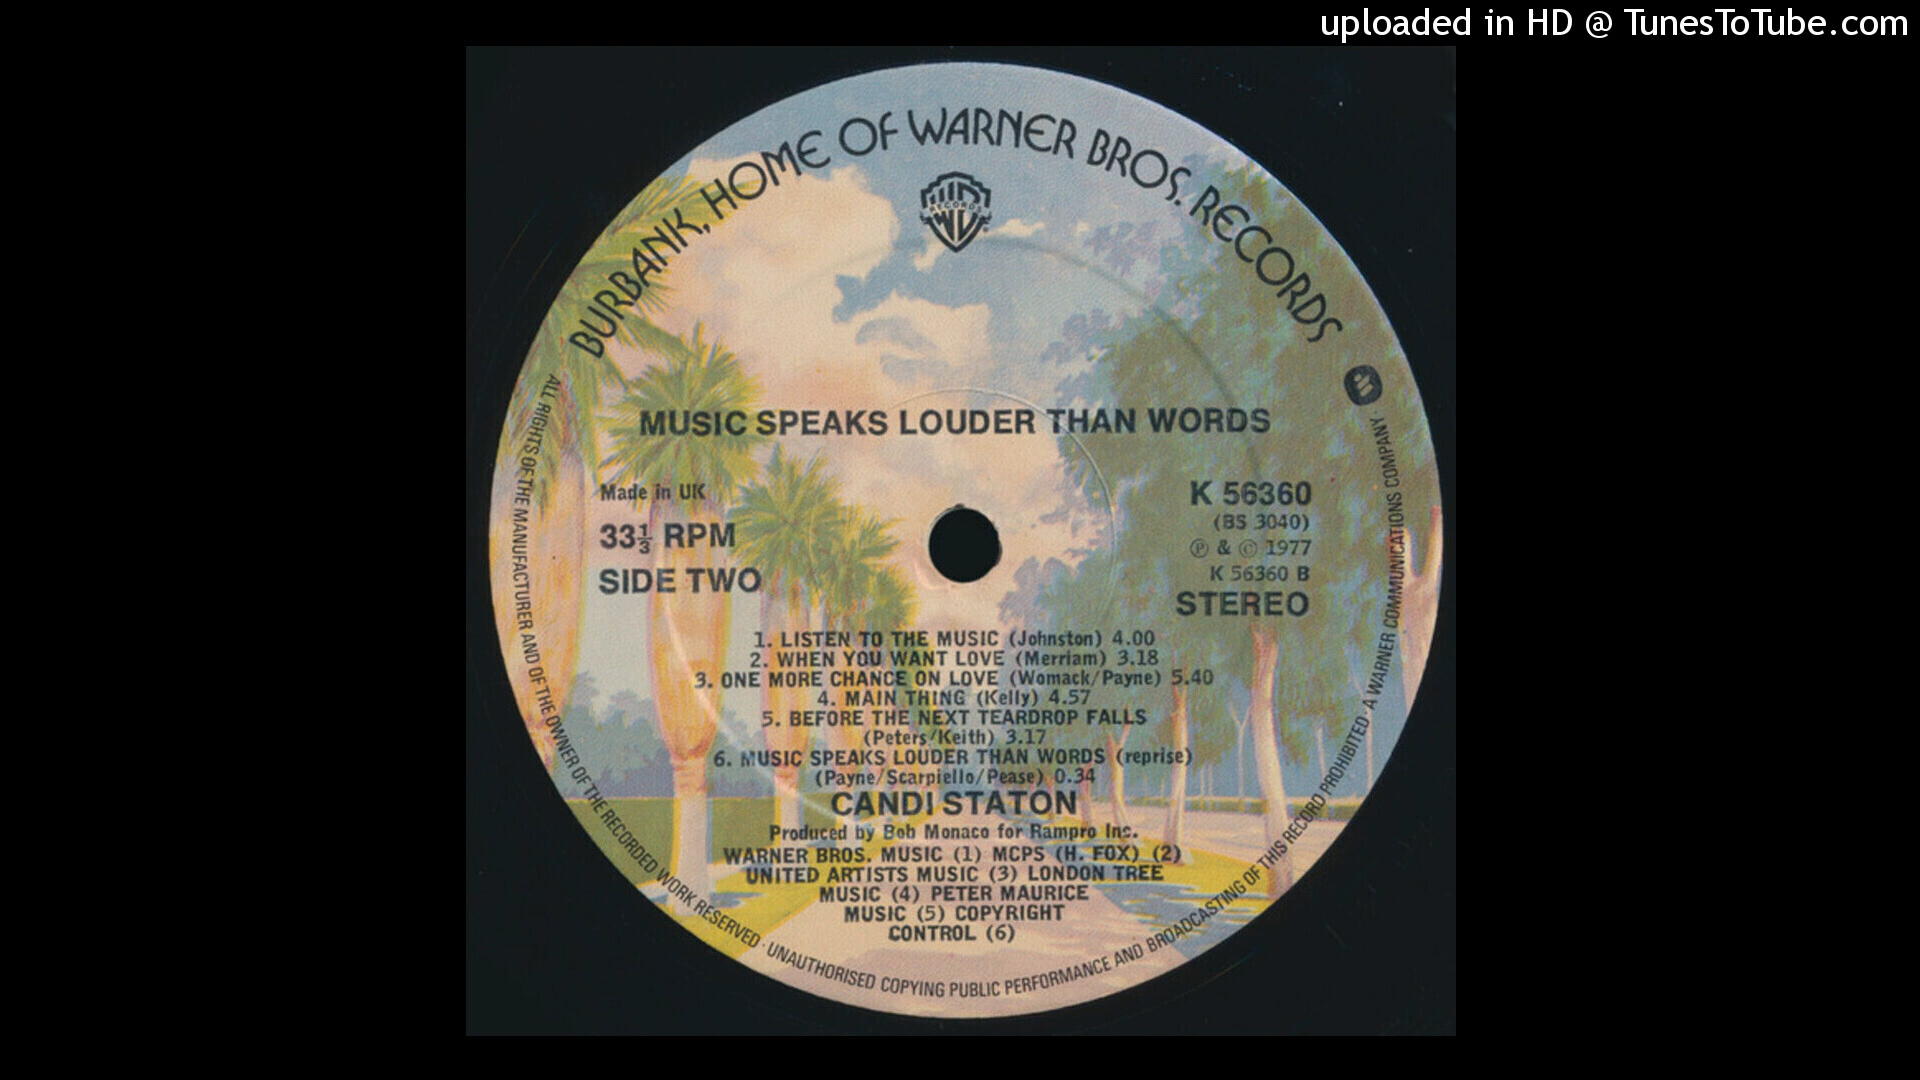 uploaded in HD @ TunesToTube.com
BURBANK, HOME OF WARNER BROS. RECORDS
RECORDS
MUSIC SPEAKS LOUDER THAN WORDS
Made in UK
33⅓ RPM
SIDE TWO
K 56360
(BS 3040)
℗ & © 1977
K 56360 B
STEREO
1. LISTEN TO THE MUSIC (Johnston) 4.00
2. WHEN YOU WANT LOVE (Merriam) 3.18
3. ONE MORE CHANCE ON LOVE (Womack/Payne) 5.40
4. MAIN THING (Kelly) 4.57
5. BEFORE THE NEXT TEARDROP FALLS
(Peters/Keith) 3.17
6. MUSIC SPEAKS LOUDER THAN WORDS (reprise)
(Payne/Scarpiello/Pease) 0.34
CANDI STATON
Produced by Bob Monaco for Rampro Inc.
WARNER BROS. MUSIC (1) MCPS (H. FOX) (2)
UNITED ARTISTS MUSIC (3) LONDON TREE
MUSIC (4) PETER MAURICE
MUSIC (5) COPYRIGHT
CONTROL (6)
ALL RIGHTS OF THE MANUFACTURER AND OF THE OWNER OF THE RECORDED WORK RESERVED · UNAUTHORISED COPYING PUBLIC PERFORMANCE AND BROADCASTING OF THIS RECORD PROHIBITED · A WARNER COMMUNICATIONS COMPANY ·